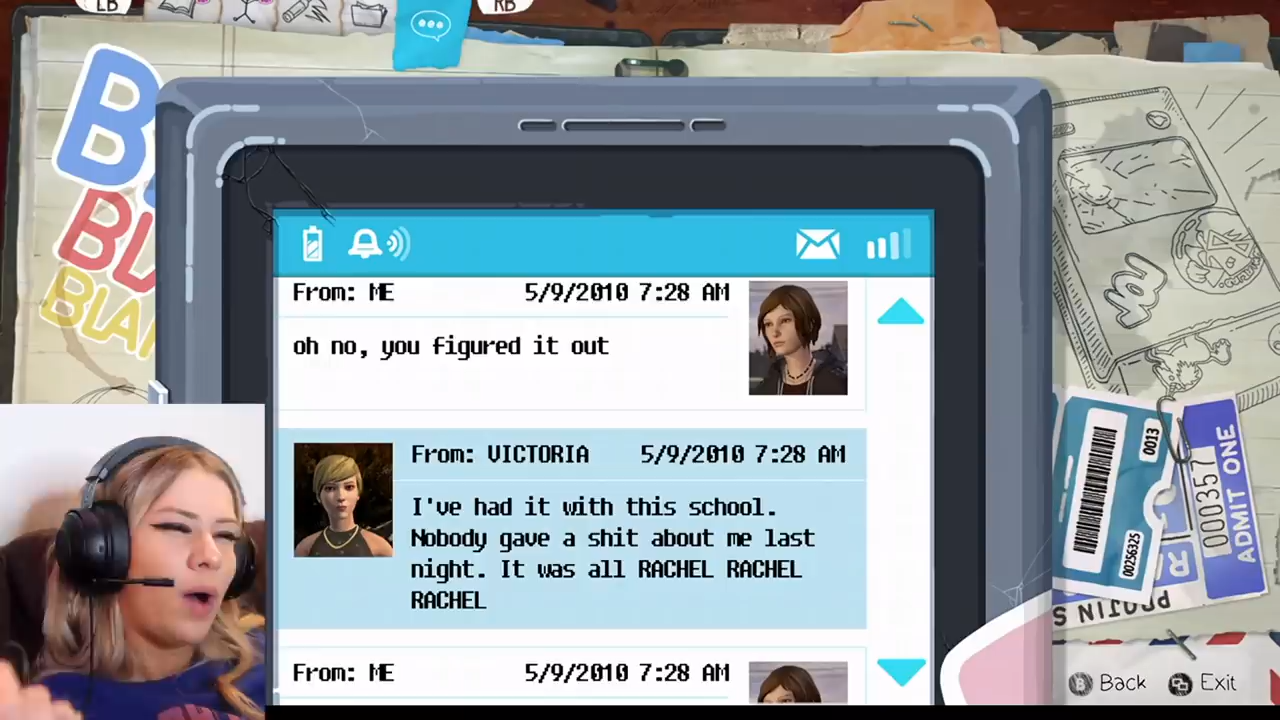 LB
RB
BL
BLA
From: ME 5/9/2010 7:28 AM
oh no, you figured it out
From: VICTORIA 5/9/2010 7:28 AM
I've had it with this school.
Nobody gave a shit about me last
night. It was all RACHEL RACHEL
RACHEL
From: ME 5/9/2010 7:28 AM
0013
00256325
000357
ADMIT ONE
Back
Exit